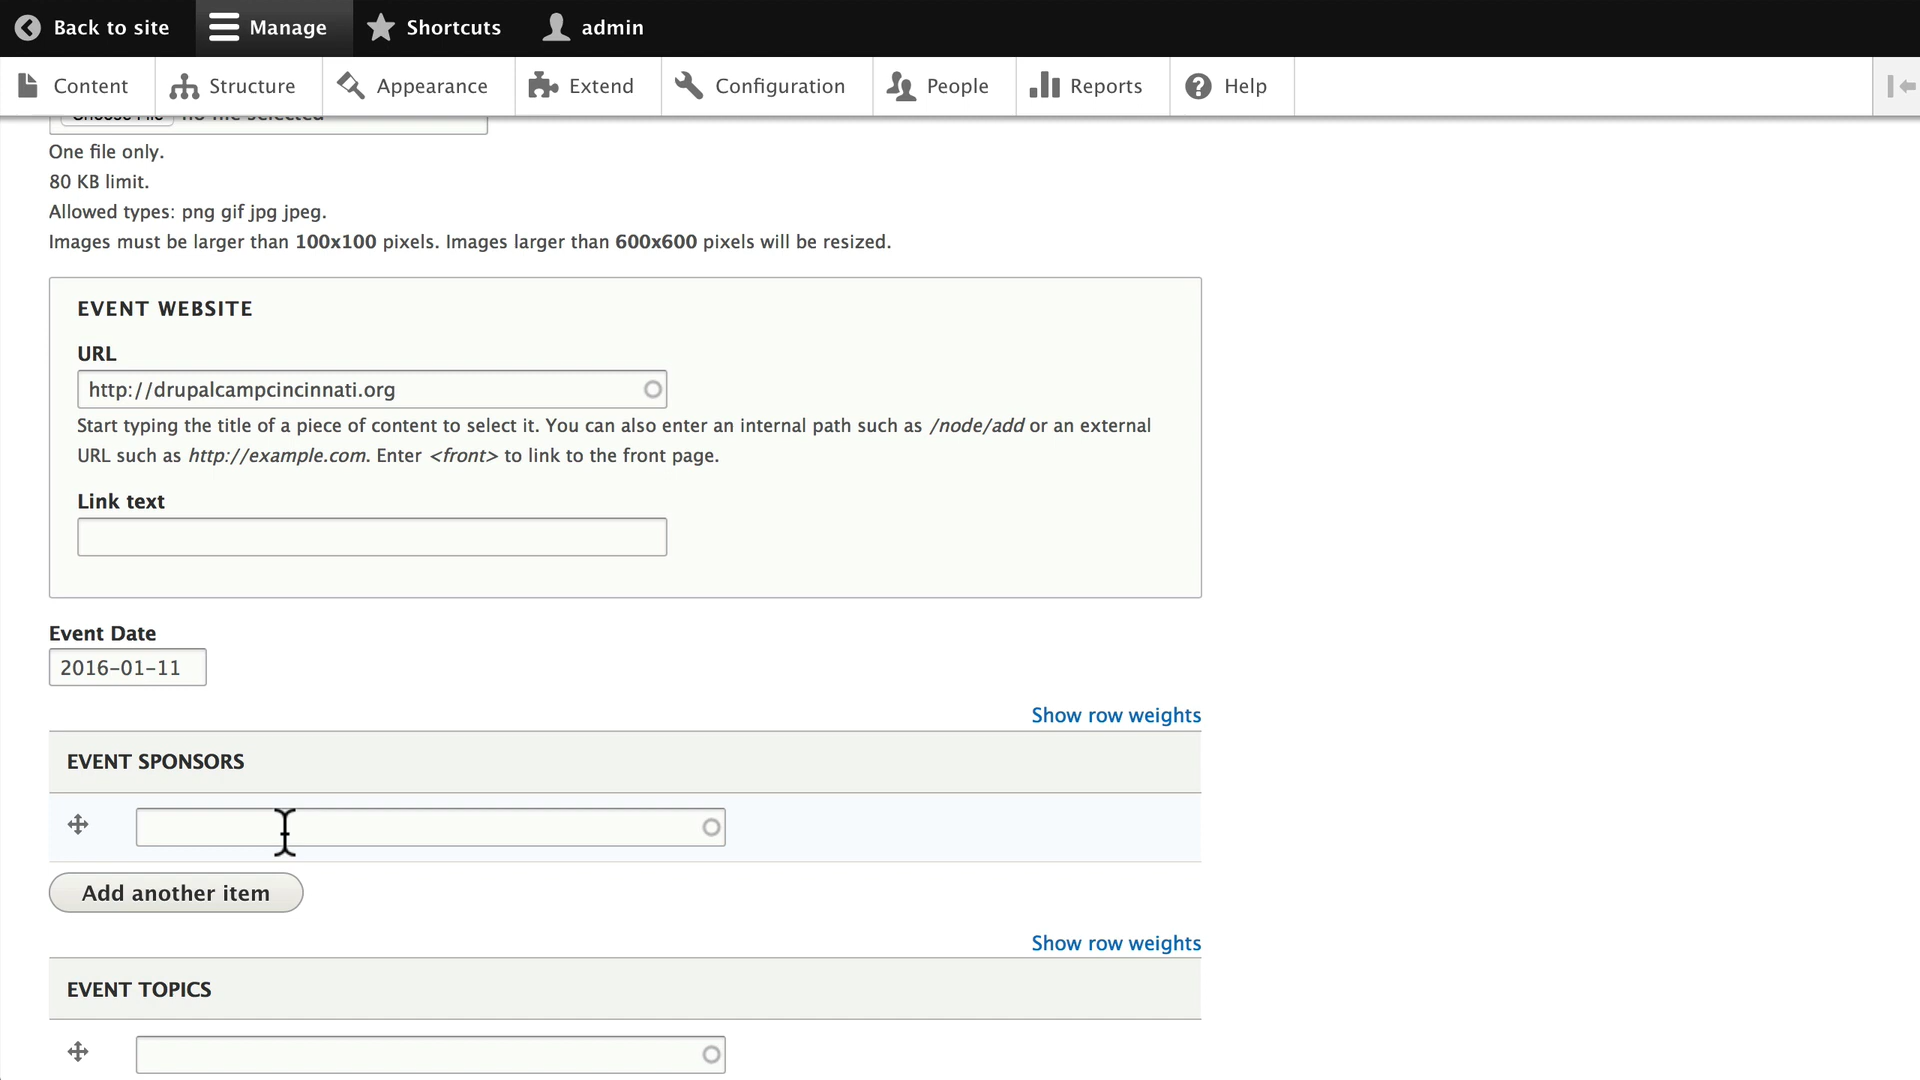 Back to site Manage Shortcuts admin
Content Structure Appearance Extend Configuration People Reports Help
Choose File no file selected
One file only.
80 KB limit.
Allowed types: png gif jpg jpeg.
Images must be larger than 100x100 pixels. Images larger than 600x600 pixels will be resized.
EVENT WEBSITE
URL
http://drupalcampcincinnati.org
Start typing the title of a piece of content to select it. You can also enter an internal path such as /node/add or an external
URL such as http://example.com. Enter <front> to link to the front page.
Link text
Event Date
2016-01-11
Show row weights
EVENT SPONSORS
Add another item
Show row weights
EVENT TOPICS